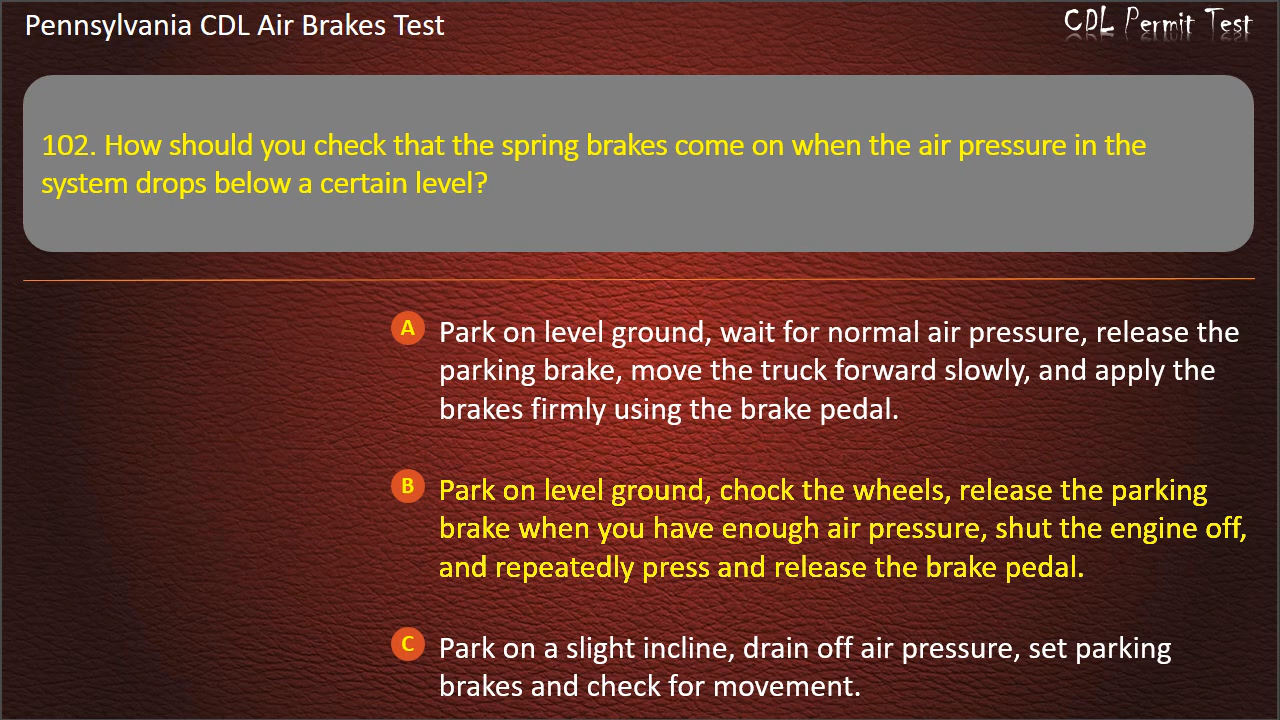 Pennsylvania CDL Air Brakes Test
CDL Permit Test
102. How should you check that the spring brakes come on when the air pressure in the
system drops below a certain level?
A Park on level ground, wait for normal air pressure, release the
parking brake, move the truck forward slowly, and apply the
brakes firmly using the brake pedal.
B Park on level ground, chock the wheels, release the parking
brake when you have enough air pressure, shut the engine off,
and repeatedly press and release the brake pedal.
C Park on a slight incline, drain off air pressure, set parking
brakes and check for movement.